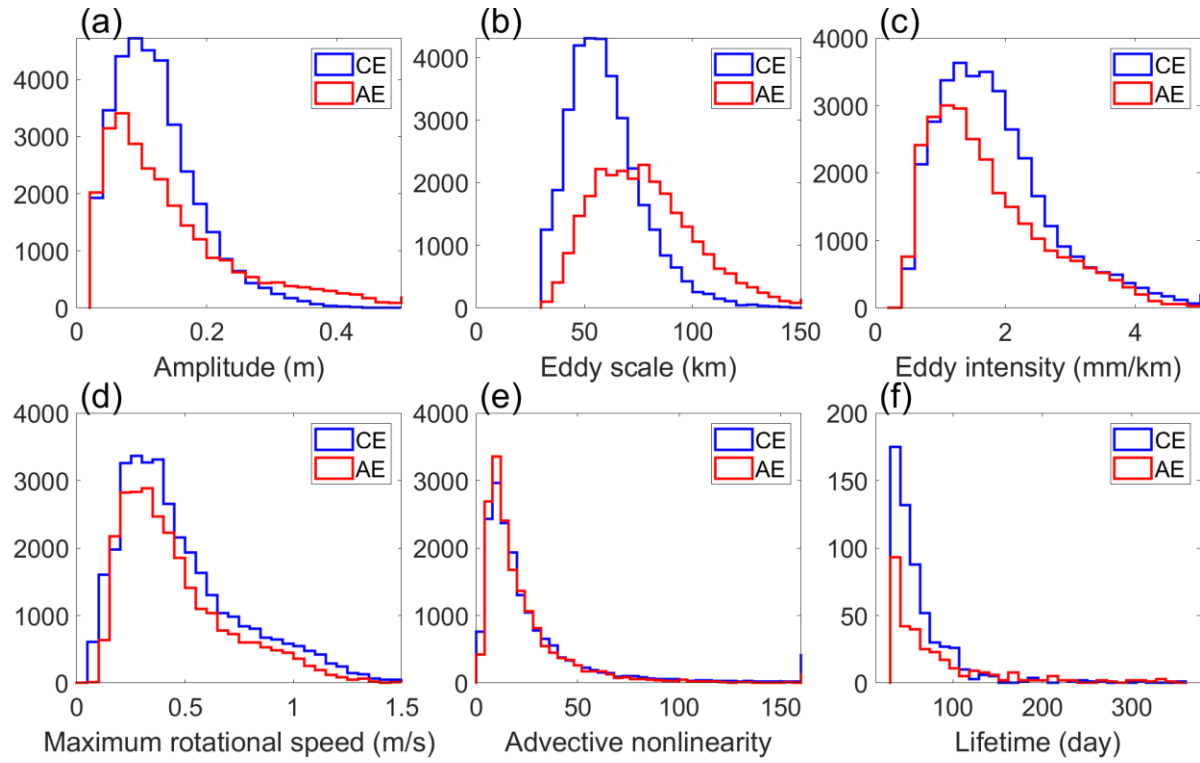 (a)
CE
AE
4000
3000
2000
1000
0
0 0.2 0.4
Amplitude (m)
(b)
CE
AE
4000
3000
2000
1000
0
0 50 100 150
Eddy scale (km)
(c)
CE
AE
4000
3000
2000
1000
0
2 4
Eddy intensity (mm/km)
(d)
CE
AE
4000
3000
2000
1000
0
0 0.5 1 1.5
Maximum rotational speed (m/s)
(e)
CE
AE
4000
3000
2000
1000
0
0 50 100 150
Advective nonlinearity
(f)
CE
AE
200
150
100
50
0
100 200 300
Lifetime (day)